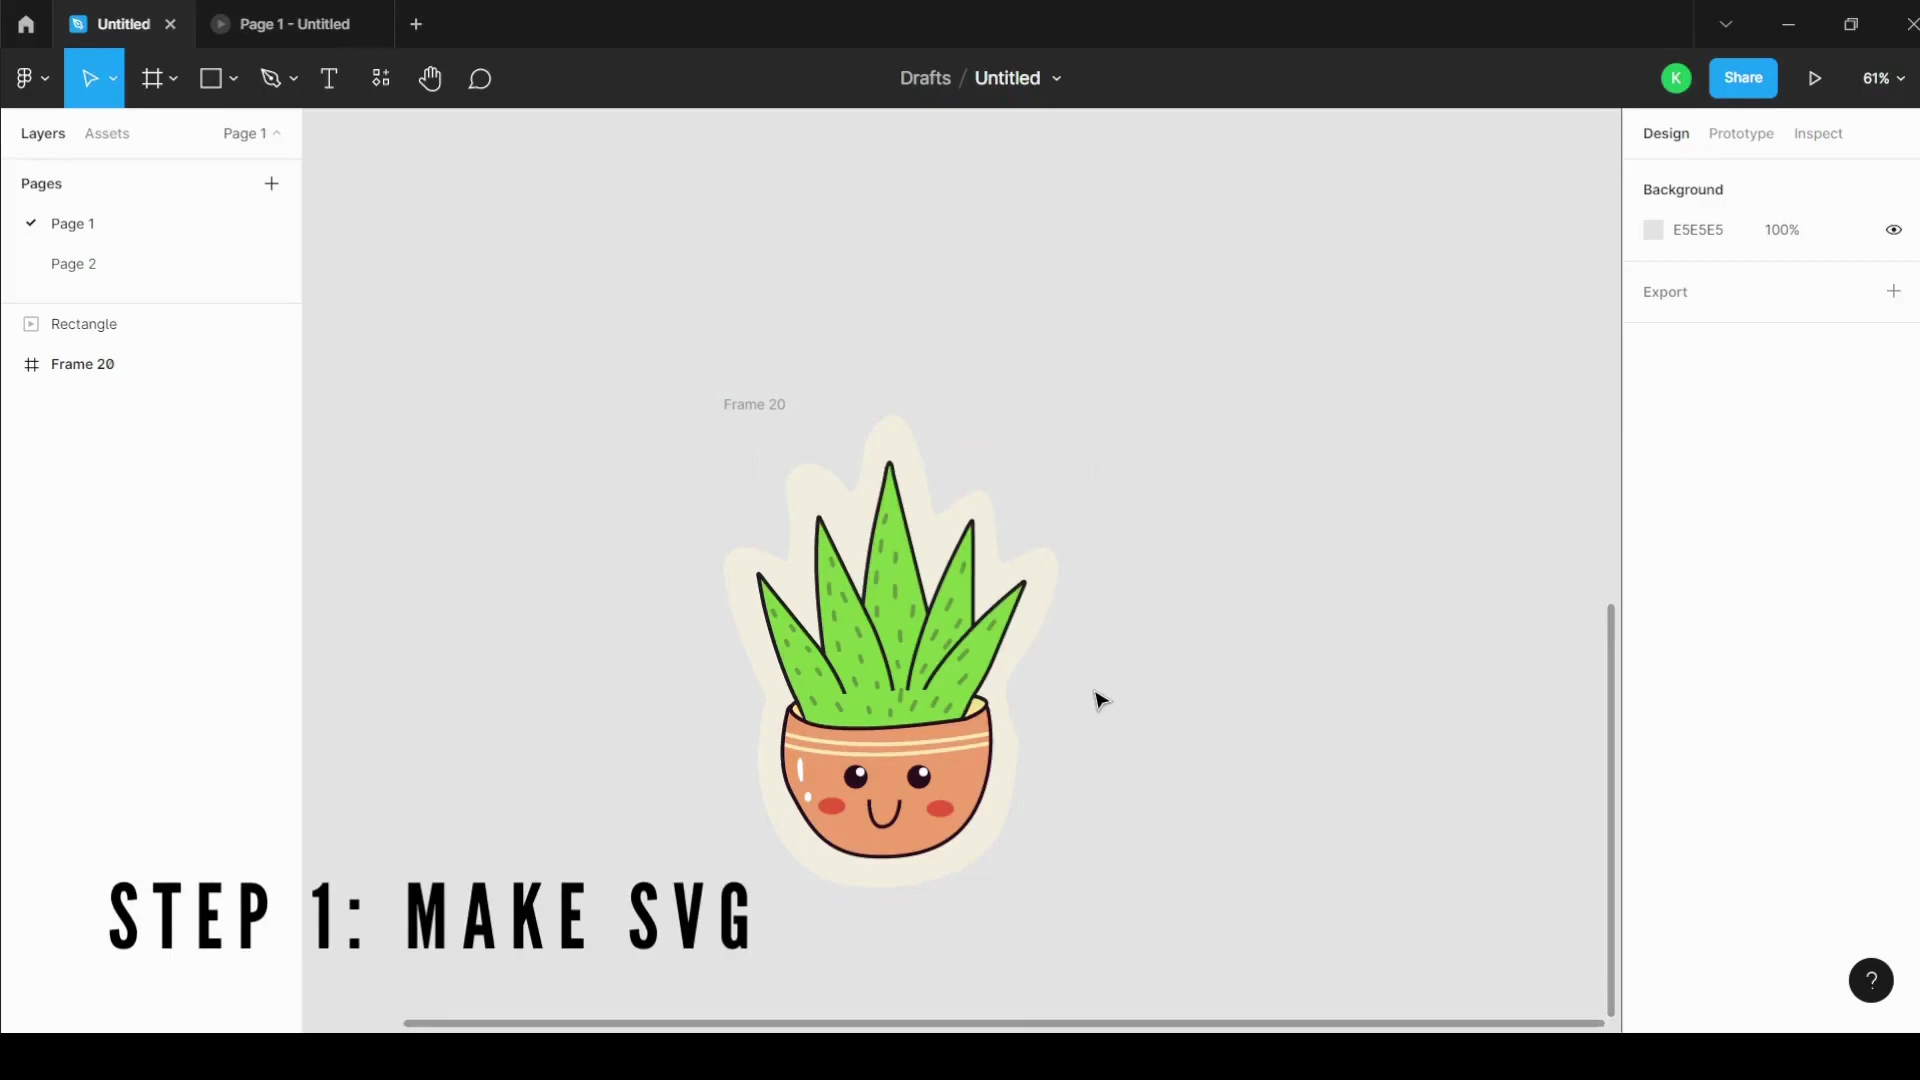 Untitled
Page 1 - Untitled
Drafts / Untitled
K
Share
61%
Layers
Assets
Page 1
Pages
Page 1
Page 2
Rectangle
Frame 20
Frame 20
Design
Prototype
Inspect
Background
E5E5E5
100%
Export
STEP 1: MAKE SVG
?